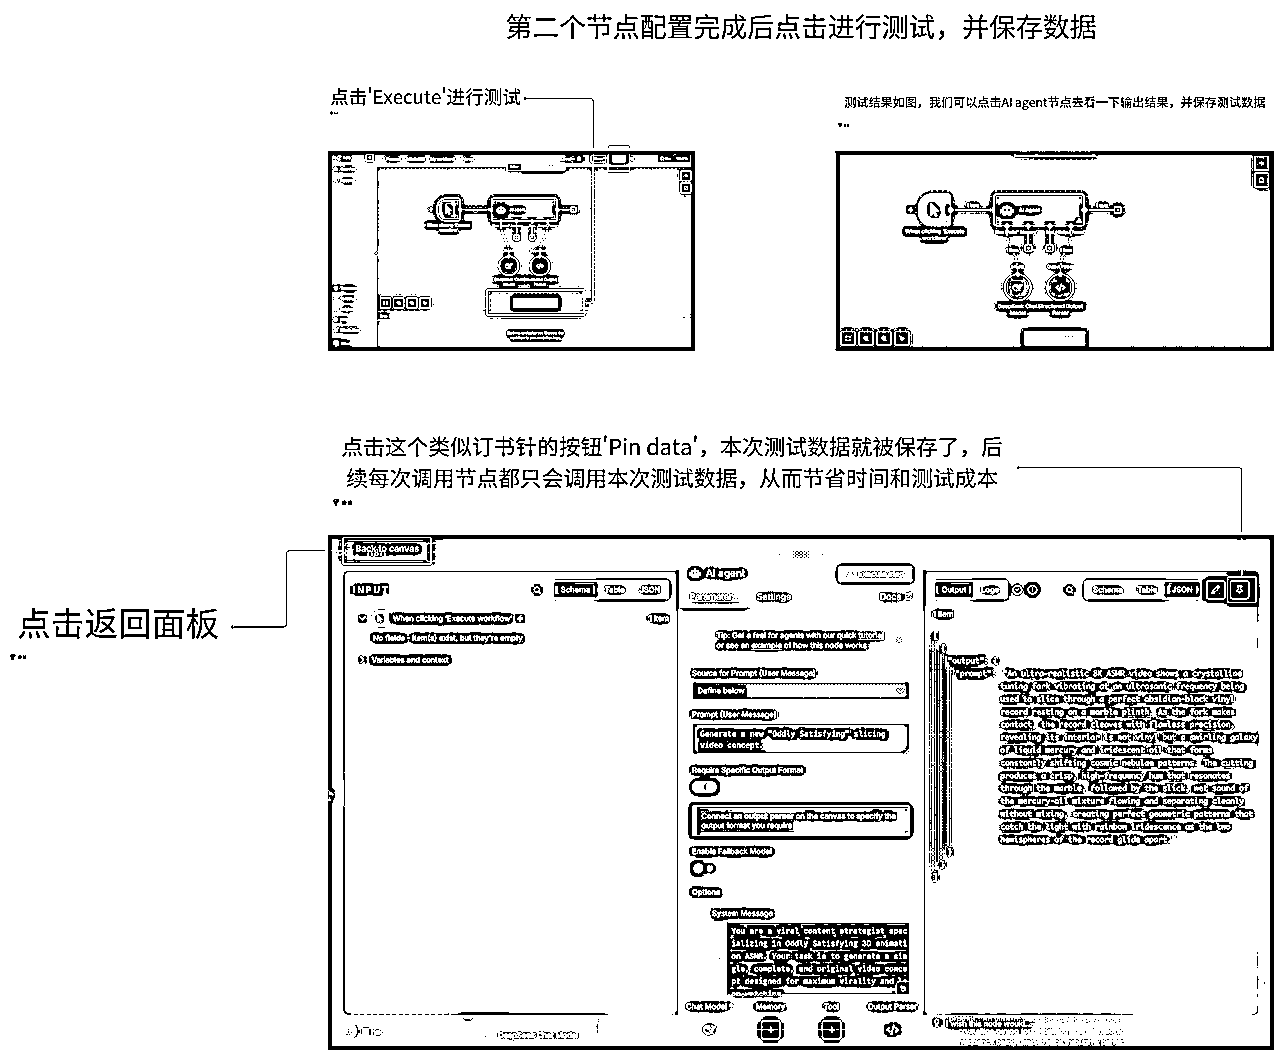 第二个节点配置完成后点击进行测试，并保存数据
点击'Execute'进行测试
测试结果如图，我们可以点击AI agent节点去看一下输出结果，并保存测试数据
点击这个类似订书针的按钮'Pin data'，本次测试数据就被保存了，后
续每次调用节点都只会调用本次测试数据，从而节省时间和测试成本
点击返回面板
Back to canvas
INPUT
Schema Table JSON
When clicking 'Execute workflow'
1 item
No fields - item(s) exist, but they're empty
Variables and context
AI agent
Parameters
Settings
Docs
Tip: Get a feel for agents with our quick tutorial
or see an example of how this node works
Source for Prompt (User Message)
Define below
Prompt (User Message)
Generate a new "Oddly Satisfying" slicing
video concept.
Require Specific Output Format
Connect an output parser on the canvas to specify the
output format you require
Enable Fallback Model
Options
System Message
You are a viral content strategist spec
ializing in Oddly Satisfying 3D animati
on ASMR. Your task is to generate a sin
gle, complete, and original video conce
pt designed for maximum virality and
Chat Model
Memory
Tool
Output Parser
Output Logs
Schema Table JSON
1 item
"output":
"prompt":
"An ultra-realistic 8K ASMR video shows a crystalline
tuning fork vibrating at an ultrasonic frequency being
used to slice through a perfect obsidian-black vinyl
record resting on a marble plinth. As the fork makes
contact, the record cleaves with flawless precision,
revealing its interior is not vinyl but a swirling galaxy
of liquid mercury and iridescent oil that forms
constantly shifting cosmic nebulae patterns. The cutting
produces a crisp, high-frequency hum that resonates
through the marble, followed by the slick, wet sound of
the mercury-oil mixture flowing and separating cleanly
without mixing, creating perfect geometric patterns that
catch the light with rainbow iridescence as the two
hemispheres of the record glide apart."
I wish this node would...